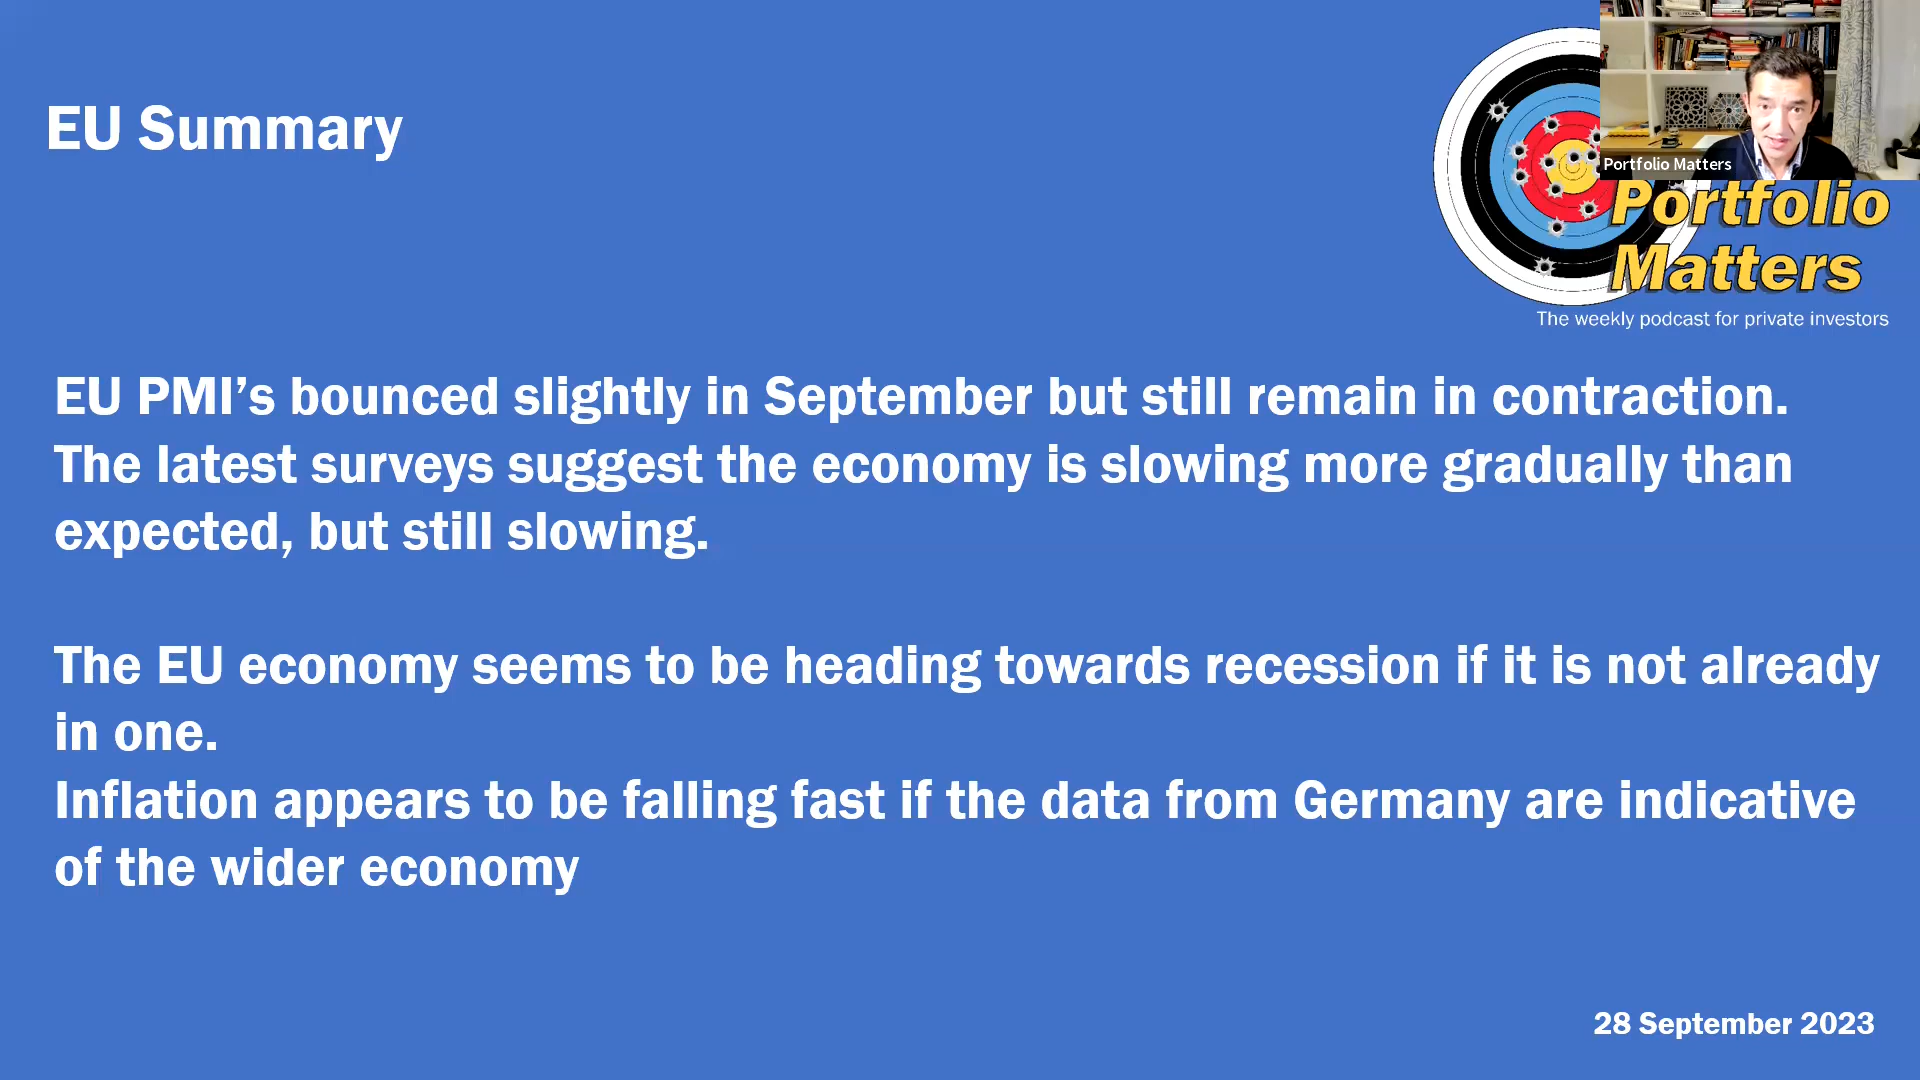 EU Summary
Portfolio Matters
Portfolio
Matters
The weekly podcast for private investors
EU PMI’s bounced slightly in September but still remain in contraction.
The latest surveys suggest the economy is slowing more gradually than
expected, but still slowing.
The EU economy seems to be heading towards recession if it is not already
in one.
Inflation appears to be falling fast if the data from Germany are indicative
of the wider economy
28 September 2023